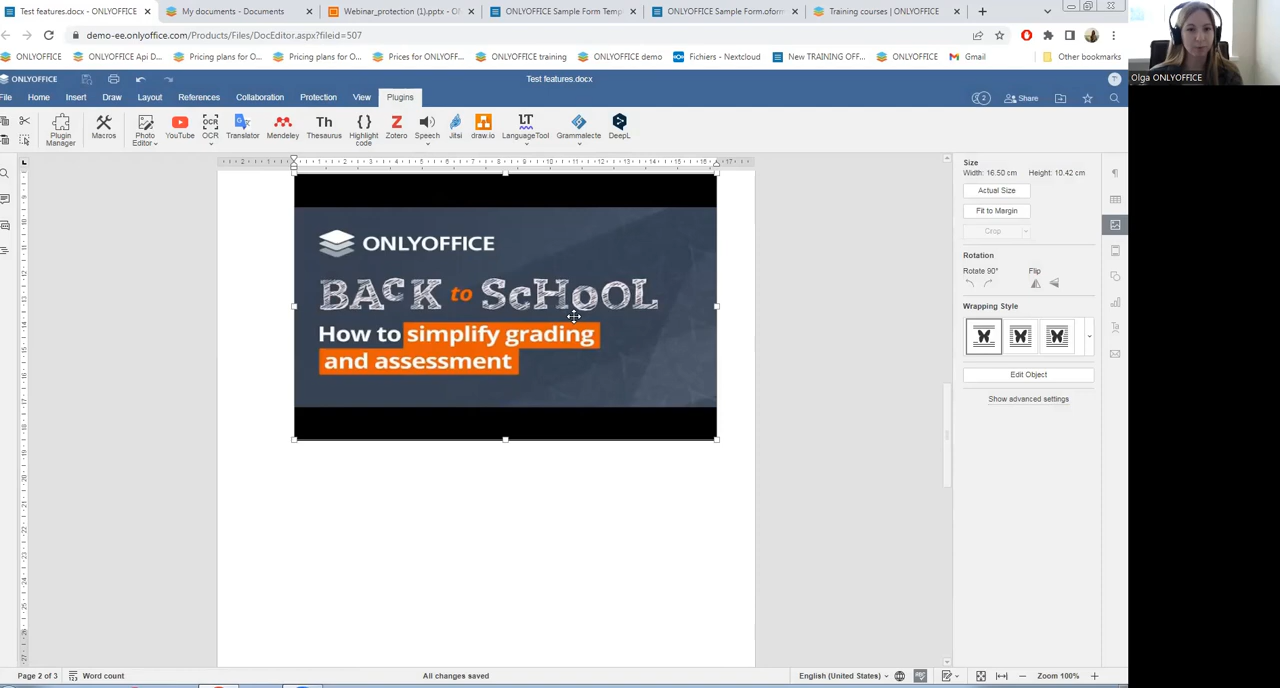 Test features.docx - ONLYOFFICE
My documents - Documents
Webinar_protection (1).pptx - O
ONLYOFFICE Sample Form Temp
ONLYOFFICE Sample Form.oform
Training courses | ONLYOFFICE
demo-ee.onlyoffice.com/Products/Files/DocEditor.aspx?fileid=507
ONLYOFFICE
ONLYOFFICE Api D...
Pricing plans for O...
Pricing plans for O...
Prices for ONLYOFF...
ONLYOFFICE training
ONLYOFFICE demo
Fichiers - Nextcloud
New TRAINING OFF...
ONLYOFFICE
Gmail
Other bookmarks
Olga ONLYOFFICE
ONLYOFFICE
Test features.docx
File Home Insert Draw Layout References Collaboration Protection View Plugins
2 Share
Plugin Manager
Macros
Photo Editor
YouTube
OCR
Translator
Mendeley
Thesaurus
Highlight code
Zotero
Speech
Jitsi
draw.io
LanguageTool
Grammalecte
DeepL
ONLYOFFICE
BACK to ScHoOL
How to simplify grading
and assessment
Size
Width: 16.50 cm Height: 10.42 cm
Actual Size
Fit to Margin
Crop
Rotation
Rotate 90° Flip
Wrapping Style
Edit Object
Show advanced settings
Page 2 of 3
Word count
All changes saved
English (United States)
Zoom 100%